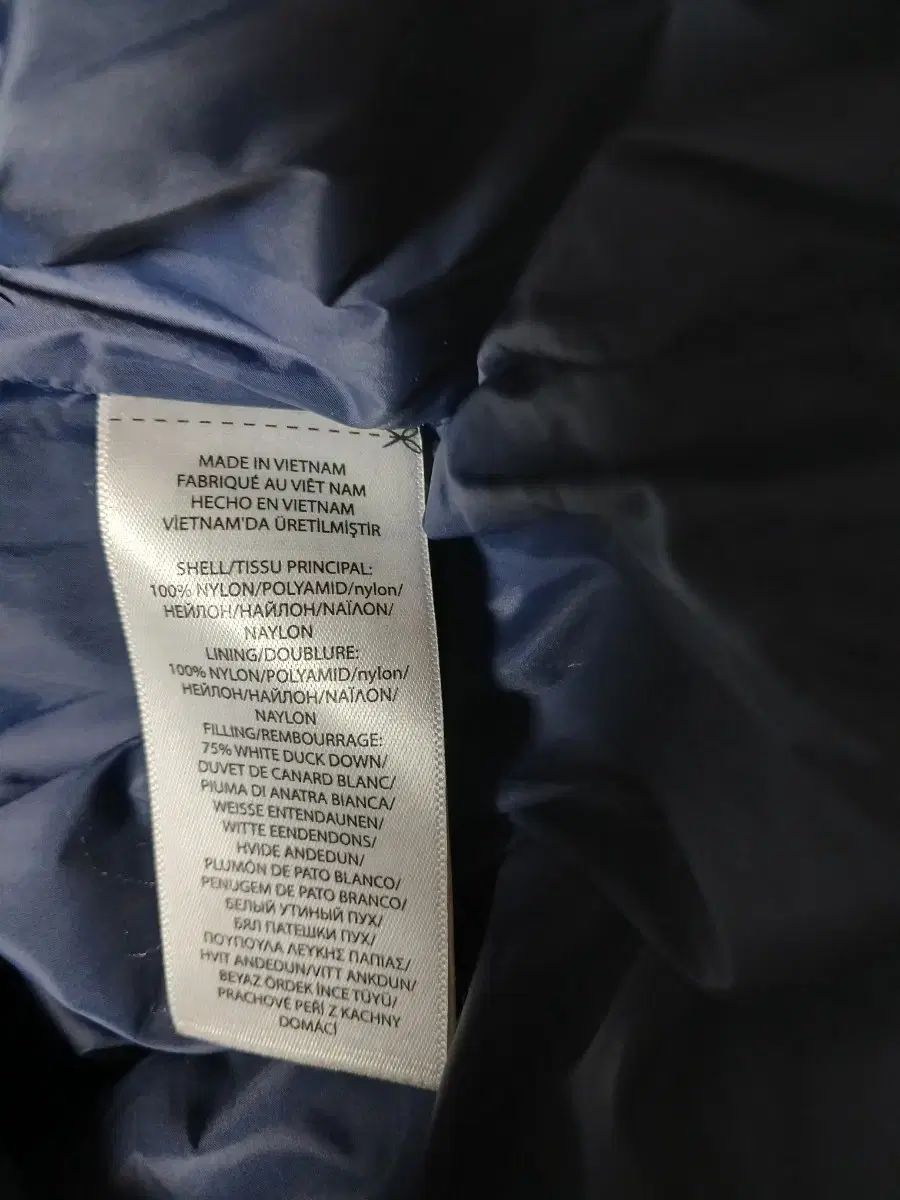 MADE IN VIETNAM
FABRIQUÉ AU VIÊT NAM
HECHO EN VIETNAM
VİETNAM'DA ÜRETİLMİŞTİR
SHELL/TISSU PRINCIPAL:
100% NYLON/POLYAMID/nylon/
НЕЙЛОН/НАЙЛОН/ΝΑΪΛΟΝ/
NAYLON
LINING/DOUBLURE:
100% NYLON/POLYAMID/nylon/
НЕЙЛОН/НАЙЛОН/ΝΑΪΛΟΝ/
NAYLON
FILLING/REMBOURRAGE:
75% WHITE DUCK DOWN/
DUVET DE CANARD BLANC/
PIUMA DI ANATRA BIANCA/
WEISSE ENTENDAUNEN/
WITTE EENDENDONS/
HVIDE ANDEDUN/
PLUMÓN DE PATO BLANCO/
PENUGEM DE PATO BRANCO/
БЕЛЫЙ УТИНЫЙ ПУХ/
БЯЛ ПАТЕШКИ ПУХ/
ΠΟΥΠΟΥΛΑ ΛΕΥΚΗΣ ΠΑΠΙΑΣ/
HVIT ANDEDUN/VITT ANKDUN/
BEYAZ ÖRDEK İNCE TÜYÜ/
PRACHOVÉ PEŘÍ Z KACHNY
DOMÁCÍ